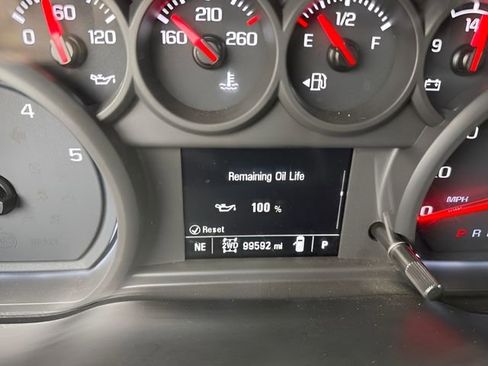 60
0 120
210
160 260
1/2
E F
14
9
5
Remaining Oil Life
100 %
Reset
NE 2WD 99592 mi P
MPH
0
P R